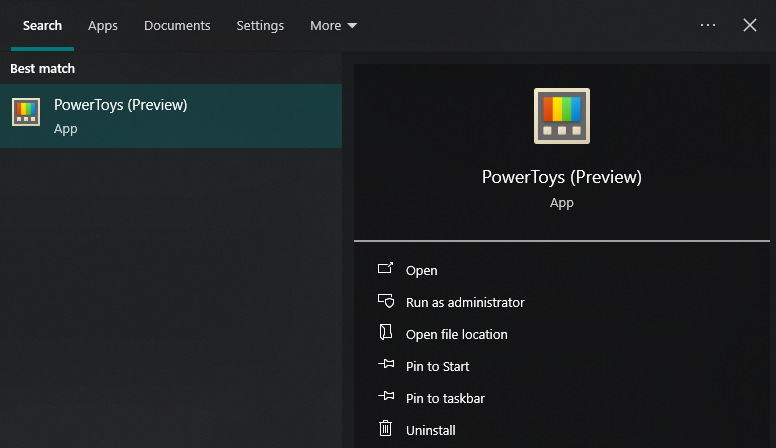 Search Apps Documents Settings More
Best match
PowerToys (Preview)
App
PowerToys (Preview)
App
Open
Run as administrator
Open file location
Pin to Start
Pin to taskbar
Uninstall